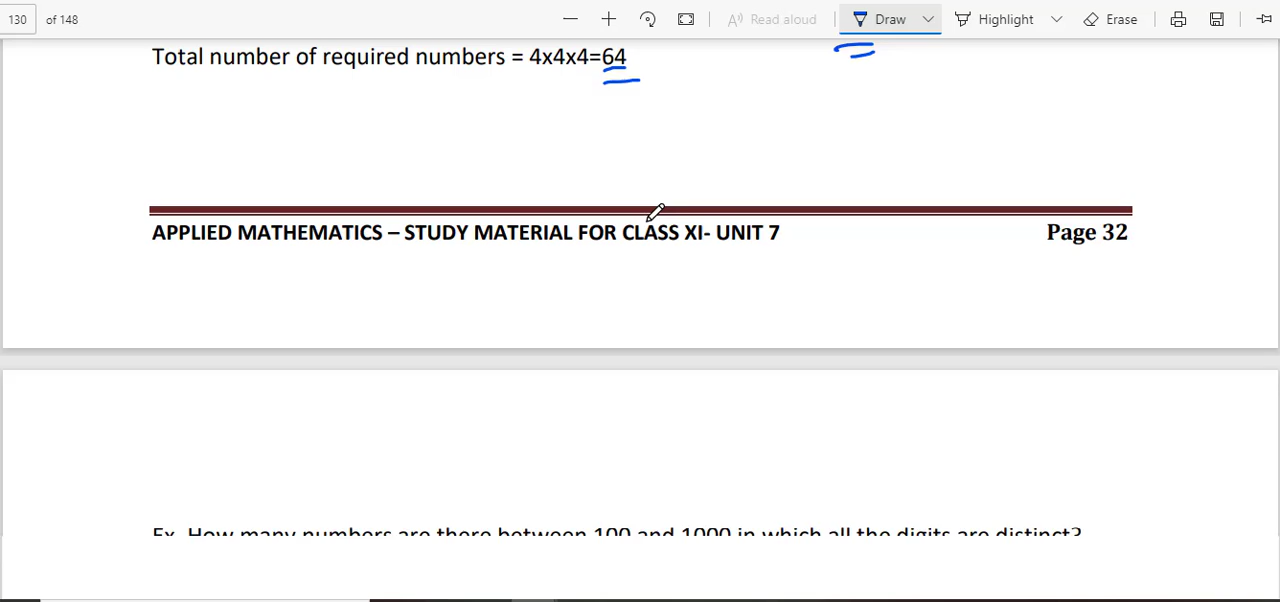 130 of 148 Read aloud Draw Highlight Erase
Total number of required numbers = 4x4x4=64
APPLIED MATHEMATICS – STUDY MATERIAL FOR CLASS XI- UNIT 7 Page 32
Ex. How many numbers are there between 100 and 1000 in which all the digits are distinct?